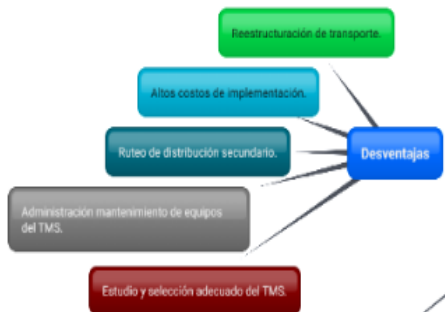 Reestructuración de transporte.
Altos costos de implementación.
Ruteo de distribución secundario.
Desventajas
Administración mantenimiento de equipos
del TMS.
Estudio y selección adecuado del TMS.